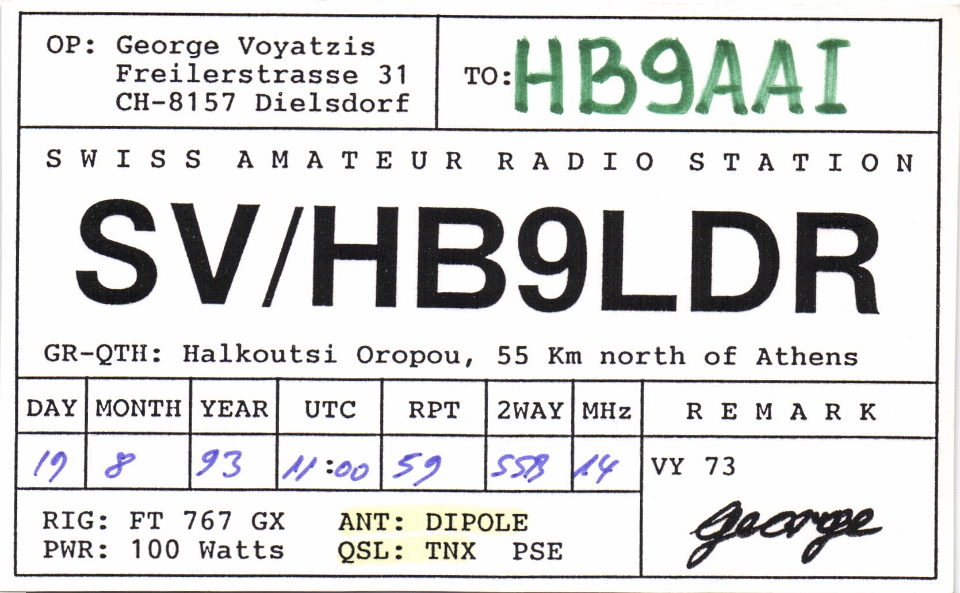 OP: George Voyatzis
Freilerstrasse 31
CH-8157 Dielsdorf
TO: HB9AAI
SWISS AMATEUR RADIO STATION
SV/HB9LDR
GR-QTH: Halkoutsi Oropou, 55 Km north of Athens
DAY MONTH YEAR UTC RPT 2WAY MHz REMARK
19 8 93 11:00 59 SSB 14 VY 73
RIG: FT 767 GX ANT: DIPOLE
PWR: 100 Watts QSL: TNX PSE
george